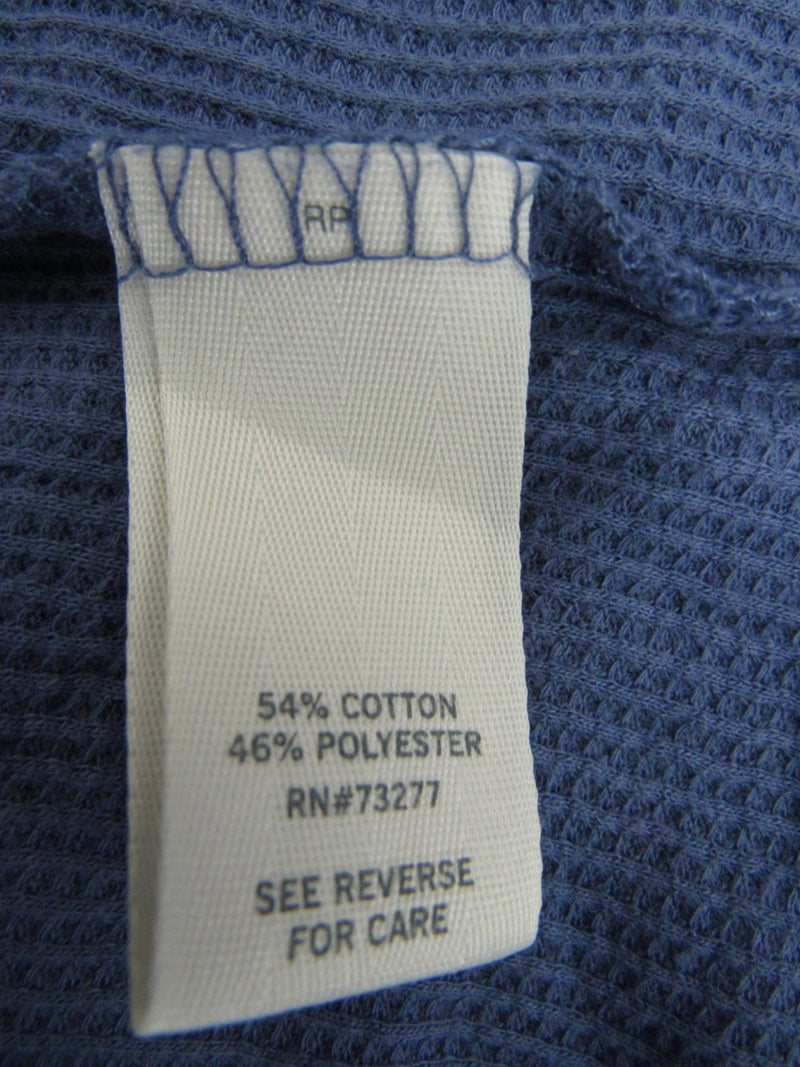 RP
54% COTTON
46% POLYESTER
RN#73277
SEE REVERSE
FOR CARE